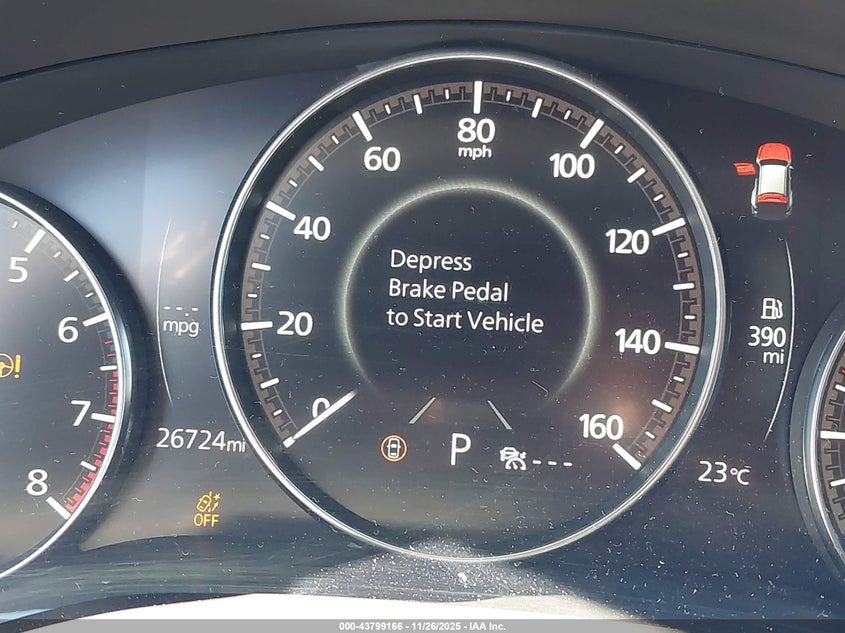 5
6
7
8
---
mpg
26724mi
OFF
0
20
40
60
80
mph
100
120
140
160
Depress
Brake Pedal
to Start Vehicle
P
---
390
mi
23°C
000-43799166 - 11/26/2025 - IAA Inc.